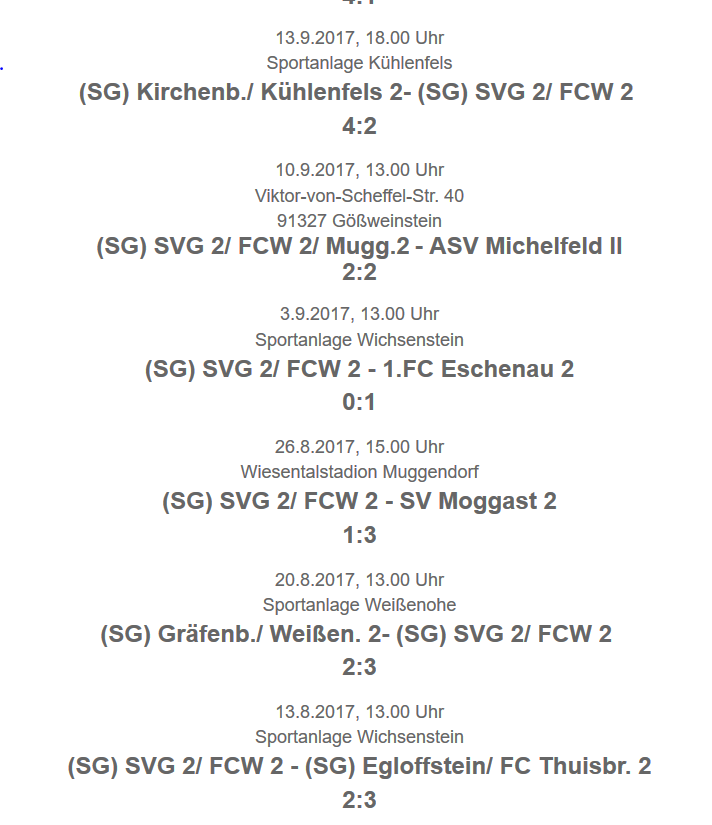 13.9.2017, 18.00 Uhr
Sportanlage Kühlenfels
(SG) Kirchenb./ Kühlenfels 2- (SG) SVG 2/ FCW 2
4:2
10.9.2017, 13.00 Uhr
Viktor-von-Scheffel-Str. 40
91327 Gößweinstein
(SG) SVG 2/ FCW 2/ Mugg.2 - ASV Michelfeld II
2:2
3.9.2017, 13.00 Uhr
Sportanlage Wichsenstein
(SG) SVG 2/ FCW 2 - 1.FC Eschenau 2
0:1
26.8.2017, 15.00 Uhr
Wiesentalstadion Muggendorf
(SG) SVG 2/ FCW 2 - SV Moggast 2
1:3
20.8.2017, 13.00 Uhr
Sportanlage Weißenohe
(SG) Gräfenb./ Weißen. 2- (SG) SVG 2/ FCW 2
2:3
13.8.2017, 13.00 Uhr
Sportanlage Wichsenstein
(SG) SVG 2/ FCW 2 - (SG) Egloffstein/ FC Thuisbr. 2
2:3